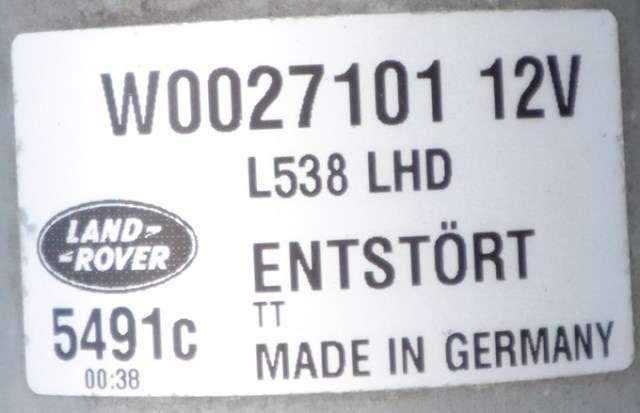 W0027101 12V
L538 LHD
LAND-
-ROVER
ENTSTÖRT
TT
5491c
MADE IN GERMANY
00:38